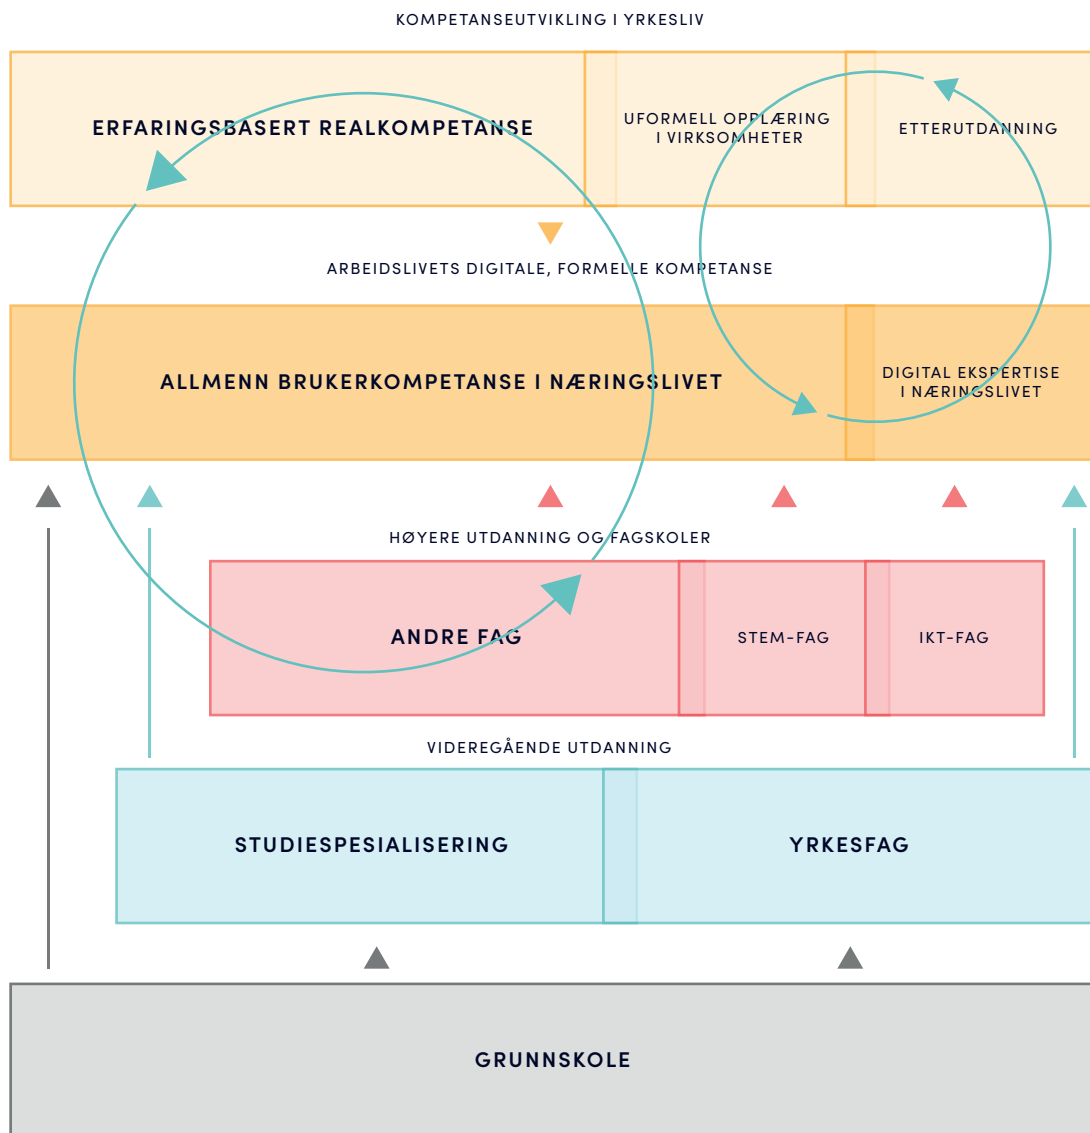 KOMPETANSEUTVIKLING I YRKESLIV
ERFARINGSBASERT REALKOMPETANSE
UFORMELL OPPLÆRING
I VIRKSOMHETER
ETTERUTDANNING
ARBEIDSLIVETS DIGITALE, FORMELLE KOMPETANSE
ALLMENN BRUKERKOMPETANSE I NÆRINGSLIVET
DIGITAL EKSPERTISE
I NÆRINGSLIVET
HØYERE UTDANNING OG FAGSKOLER
ANDRE FAG
STEM-FAG
IKT-FAG
VIDEREGÅENDE UTDANNING
STUDIESPESIALISERING
YRKESFAG
GRUNNSKOLE